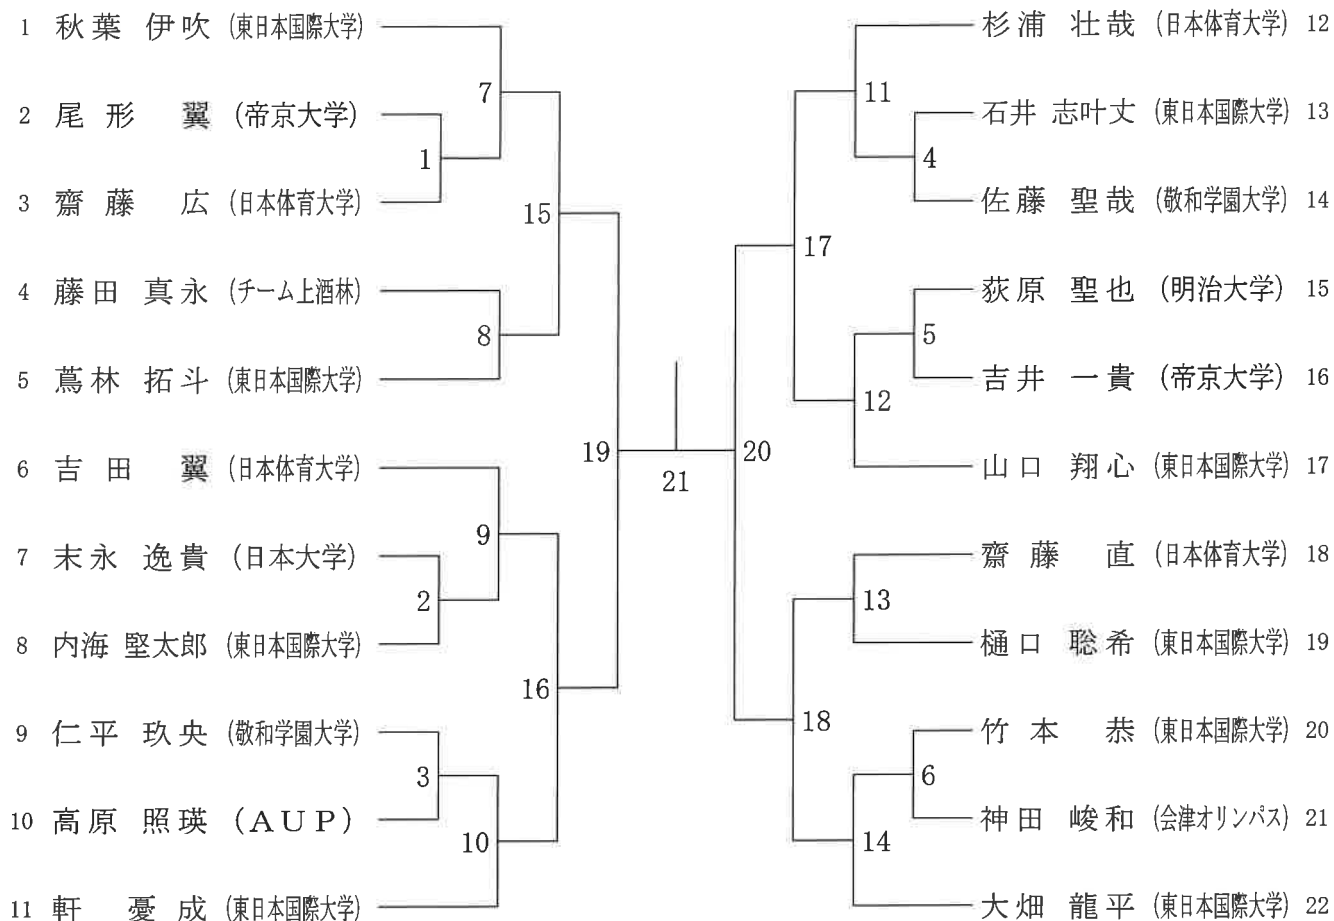 1 秋葉 伊吹 (東日本国際大学)
2 尾形 翼 (帝京大学)
3 齋藤 広 (日本体育大学)
4 藤田 真永 (チーム上酒林)
5 蔦林 拓斗 (東日本国際大学)
6 吉田 翼 (日本体育大学)
7 末永 逸貴 (日本大学)
8 内海 堅太郎 (東日本国際大学)
9 仁平 玖央 (敬和学園大学)
10 高原 照瑛 (AUP)
11 軒 憂成 (東日本国際大学)
7
1
15
8
19
9
2
16
3
10
21
20
11
4
17
5
12
13
18
6
14
杉浦 壮哉 (日本体育大学) 12
石井 志叶丈 (東日本国際大学) 13
佐藤 聖哉 (敬和学園大学) 14
荻原 聖也 (明治大学) 15
吉井 一貴 (帝京大学) 16
山口 翔心 (東日本国際大学) 17
齋藤 直 (日本体育大学) 18
樋口 聡希 (東日本国際大学) 19
竹本 恭 (東日本国際大学) 20
神田 峻和 (会津オリンパス) 21
大畑 龍平 (東日本国際大学) 22